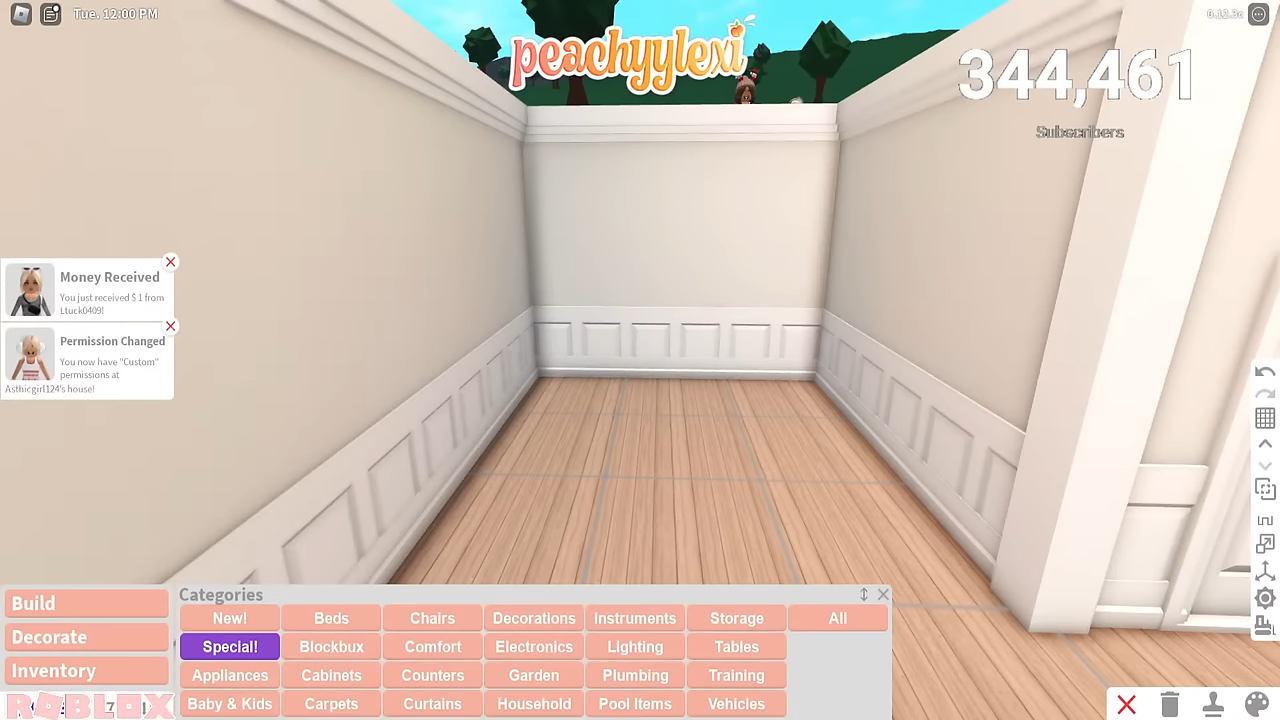 Tue. 12:00 PM
0.12.3c
peachyylexi
344,461
Subscribers
Money Received
You just received $ 1 from
Ltuck0409!
Permission Changed
You now have "Custom"
permissions at
Asthicgirl124's house!
Build
Decorate
Inventory
Categories
New!
Beds
Chairs
Decorations
Instruments
Storage
All
Special!
Blockbux
Comfort
Electronics
Lighting
Tables
Appliances
Cabinets
Counters
Garden
Plumbing
Training
Baby & Kids
Carpets
Curtains
Household
Pool Items
Vehicles
ROBLOX